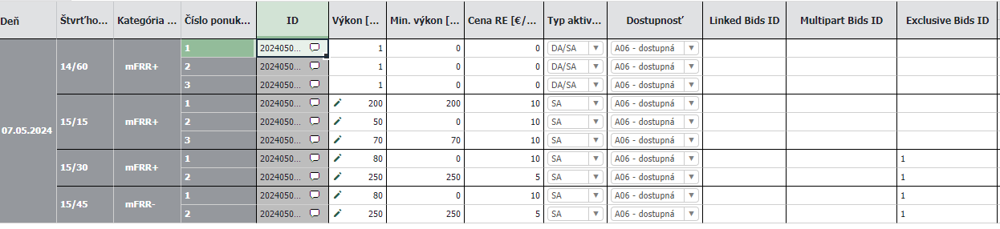 Deň Štvrťho... Kategória ... Číslo ponuk... ID Výkon [... Min. výkon [... Cena RE [€/... Typ aktiv... Dostupnosť Linked Bids ID Multipart Bids ID Exclusive Bids ID
07.05.2024
14/60 mFRR+ 1 2024050... 1 0 0 DA/SA A06 - dostupná
2 2024050... 1 0 0 DA/SA A06 - dostupná
3 2024050... 1 0 0 DA/SA A06 - dostupná
15/15 mFRR+ 1 2024050... 200 200 10 SA A06 - dostupná
2 2024050... 50 0 10 SA A06 - dostupná
3 2024050... 70 70 10 SA A06 - dostupná
15/30 mFRR+ 1 2024050... 80 0 10 SA A06 - dostupná 1
2 2024050... 250 250 5 SA A06 - dostupná 1
15/45 mFRR- 1 2024050... 80 0 10 SA A06 - dostupná 1
2 2024050... 250 250 5 SA A06 - dostupná 1